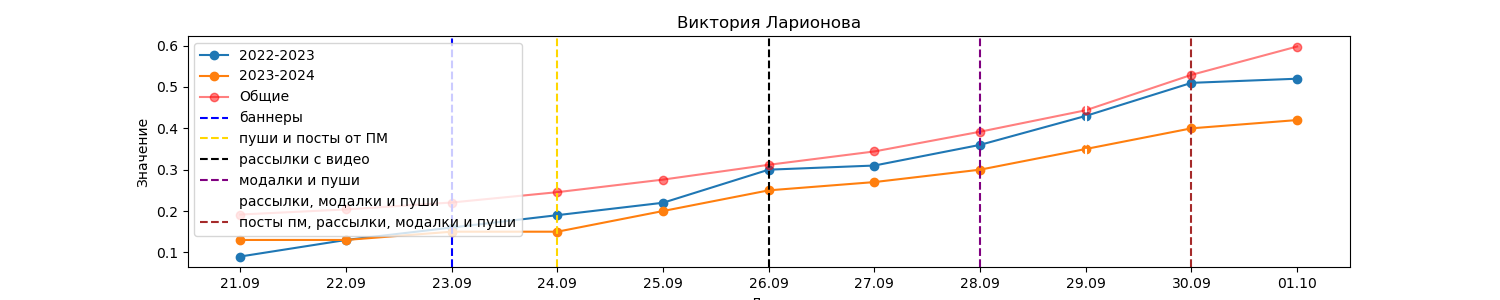 Виктория Ларионова
Значение
0.6
0.5
0.4
0.3
0.2
0.1
2022-2023
2023-2024
Общие
баннеры
пуши и посты от ПМ
рассылки с видео
модалки и пуши
рассылки, модалки и пуши
посты пм, рассылки, модалки и пуши
21.09 22.09 23.09 24.09 25.09 26.09 27.09 28.09 29.09 30.09 01.10